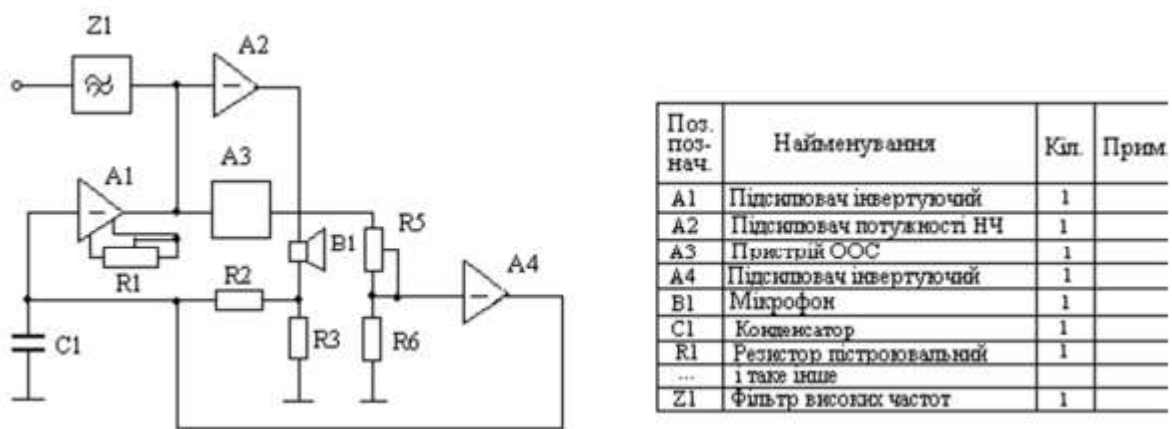 Z1
A2
A3
A1
R5
B1
A4
R1
R2
R3
R6
C1
Поз. поз- нач. Найменування Кіл. Прим
A1 Підсилювач інвертуючий 1
A2 Підсилювач потужності НЧ 1
A3 Пристрій ООС 1
A4 Підсилювач інвертуючий 1
B1 Мікрофон 1
C1 Конденсатор 1
R1 Резистор пістроювальний 1
... і таке інше
Z1 Фільтр високих частот 1